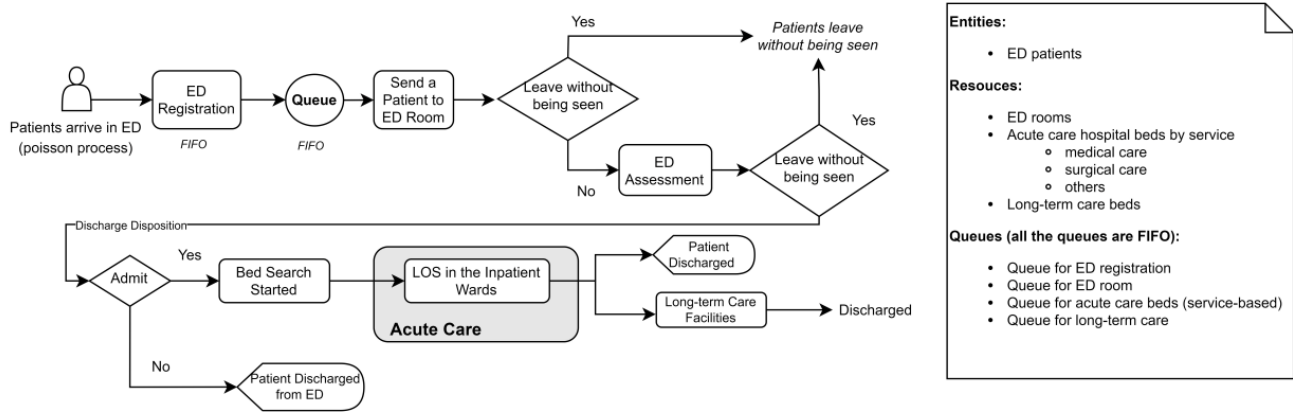 Patients arrive in ED
(poisson process)
ED
Registration
FIFO
Queue
FIFO
Send a
Patient to
ED Room
Leave without
being seen
Yes
Patients leave
without being seen
No
ED
Assessment
Leave without
being seen
Yes
Discharge Disposition
Admit
Yes
Bed Search
Started
LOS in the Inpatient
Wards
Acute Care
Patient
Discharged
Long-term Care
Facilities
Discharged
No
Patient Discharged
from ED
Entities:
• ED patients
Resouces:
• ED rooms
• Acute care hospital beds by service
o medical care
o surgical care
o others
• Long-term care beds
Queues (all the queues are FIFO):
• Queue for ED registration
• Queue for ED room
• Queue for acute care beds (service-based)
• Queue for long-term care